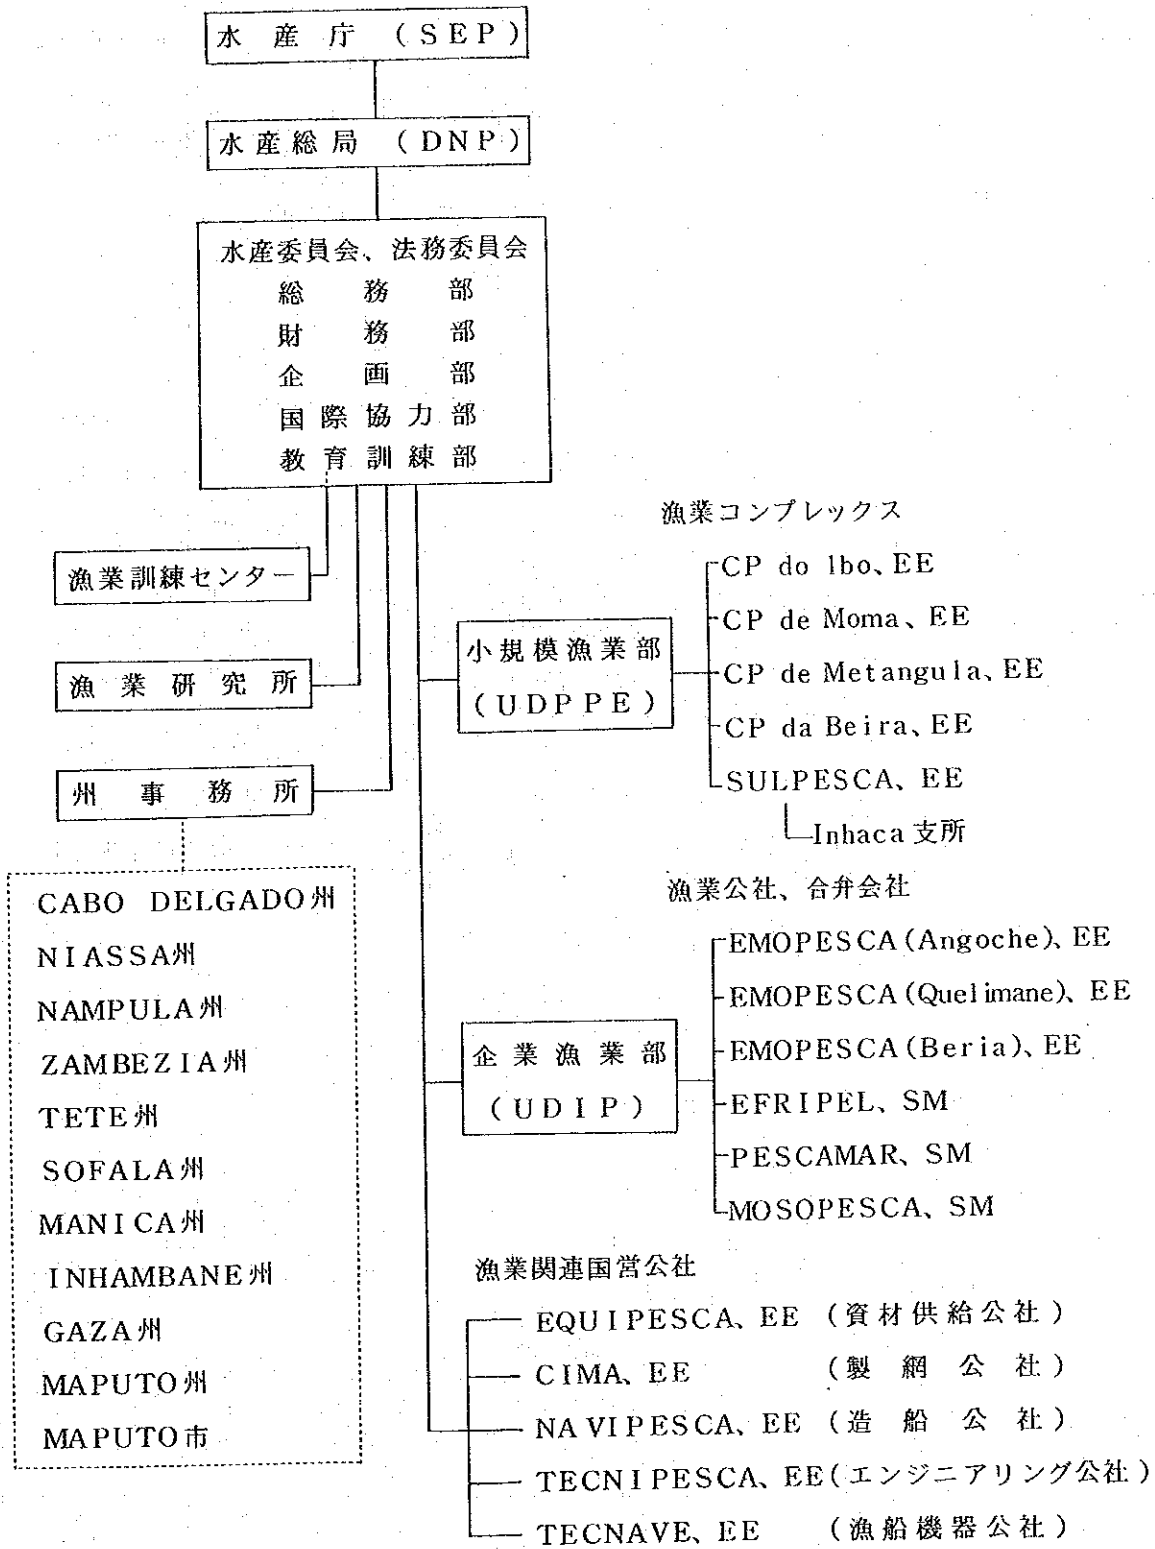 水産庁(SEP)
水産総局(DNP)
水産委員会、法務委員会
総務部
財務部
企画部
国際協力部
教育訓練部
漁業訓練センター
漁業研究所
州事務所
CABO DELGADO州
NIASSA州
NAMPULA州
ZAMBEZIA州
TETE州
SOFALA州
MANICA州
INHAMBANE州
GAZA州
MAPUTO州
MAPUTO市
小規模漁業部
(UDPPE)
漁業コンプレックス
CP do Ibo、EE
CP de Moma、EE
CP de Metangula、EE
CP da Beira、EE
SULPESCA、EE
Inhaca支所
企業漁業部
(UDIP)
漁業公社、合弁会社
EMOPESCA(Angoche)、EE
EMOPESCA(Quelimane)、EE
EMOPESCA(Beria)、EE
EFRIPEL、SM
PESCAMAR、SM
MOSOPESCA、SM
漁業関連国営公社
EQUIPESCA、EE (資材供給公社)
CIMA、EE (製網公社)
NAVIPESCA、EE (造船公社)
TECNIPESCA、EE(エンジニアリング公社)
TECNAVE、EE (漁船機器公社)